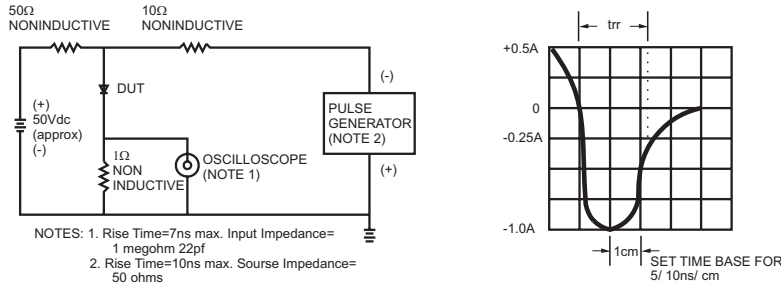 50Ω
NONINDUCTIVE
10Ω
NONINDUCTIVE
DUT
(+)
50Vdc
(approx)
(-)
1Ω
NON
INDUCTIVE
OSCILLOSCOPE
(NOTE 1)
(-)
PULSE
GENERATOR
(NOTE 2)
(+)
NOTES: 1. Rise Time=7ns max. Input Impedance=
1 megohm 22pf
2. Rise Time=10ns max. Sourse Impedance=
50 ohms
trr
+0.5A
0
-0.25A
-1.0A
1cm
SET TIME BASE FOR
5/ 10ns/ cm